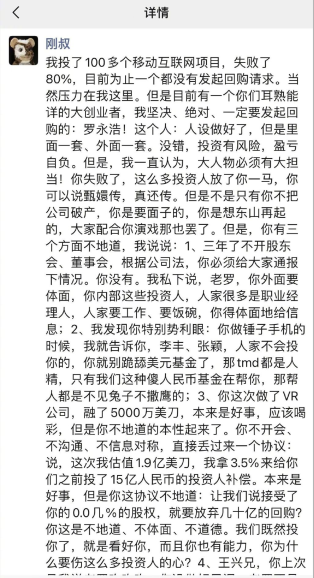 详情
刚叔
我投了100多个移动互联网项目，失败了
80%，目前为止一个都没有发起回购请求。当
然压力在我这里。但是目前有一个你们耳熟能
详的大创业者，我坚决、绝对、一定要发起回
购的：罗永浩！这个人：人设做好了，但是里
面一套、外面一套。没错，投资有风险，盈亏
自负。但是，我一直认为，大人物必须有大担
当！你失败了，这么多投资人放了你一马，你
可以说甄嬛传，真还传。但是不是只有你不把
公司破产，你是要面子的，你是想东山再起
的，大家配合你演戏那也罢了。但是，你有三
个方面不地道，我说说：1、三年了不开股东
会、董事会，根据公司法，你必须给大家通报
下情况。你没有。我私下说，老罗，你外面要
体面，你内部这些投资人，人家很多是职业经
理人，人家要工作、要饭碗，你得体面地给信
息；2、我发现你特别势利眼：你做锤子手机的
时候，我就告诉你，李丰、张颖，人家不会投
你的，你就别跪舔美元基金了，那tmd都是人
精，只有我们这种傻人民币基金在帮你，那帮
人都是不见兔子不撒鹰的；3、你这次做了VR
公司，融了5000万美刀，本来是好事，应该喝
彩，但是你不地道的本性起来了。你不开会、
不沟通、不信息对称，直接丢过来一个协议：
说，这次我估值1.9亿美刀，我拿3.5%来给你
们之前投了15亿人民币的投资人补偿。本来是
好事，但是你这协议不地道：让我们说接受了
你的0.0几%的股权，就要放弃几十亿的回购？
你这是不地道、不体面、不道德。我们既然投
你了，就是看好你，而且你也有能力，你为什
么要伤这么多投资人的心？4、王兴兄，你上次